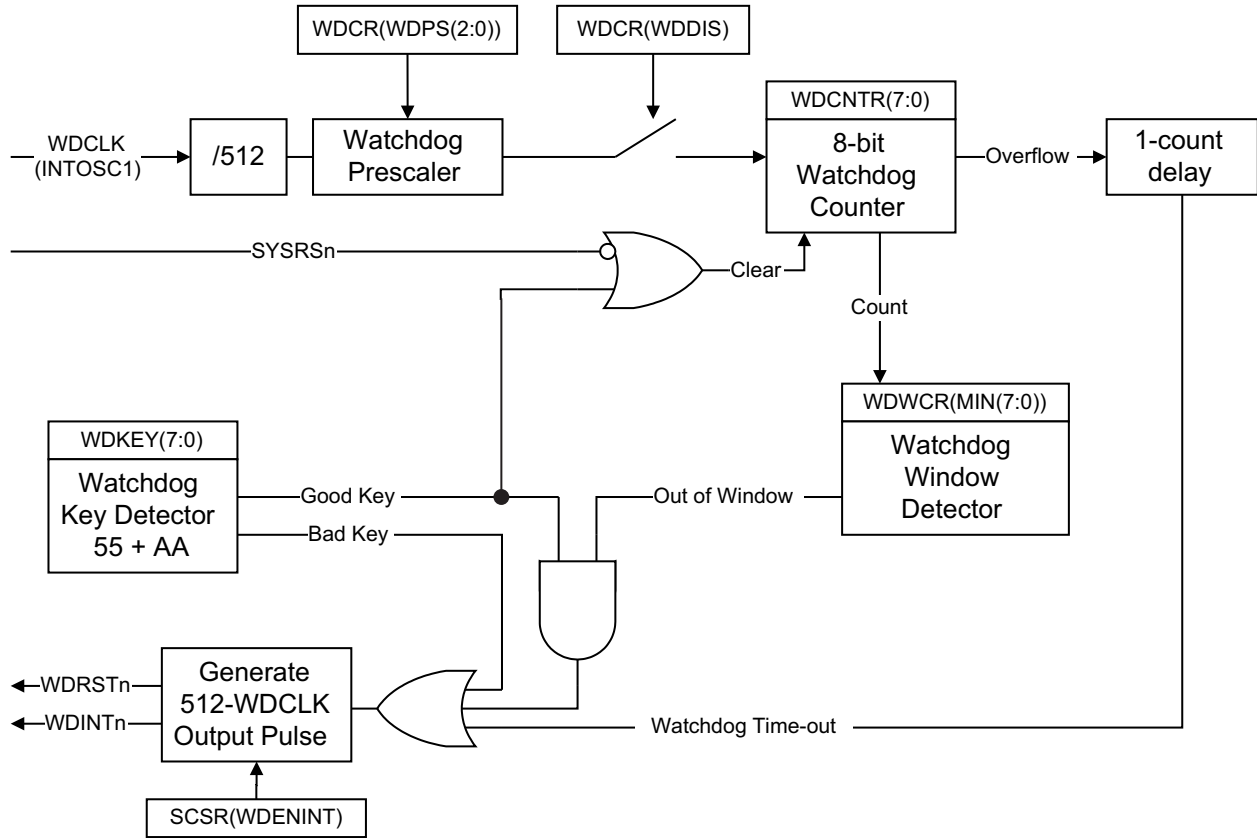 WDCR(WDPS(2:0))
WDCR(WDDIS)
WDCNTR(7:0)
WDCLK
(INTOSC1)
/512
Watchdog
Prescaler
8-bit
Watchdog
Counter
Overflow
1-count
delay
SYSRSn
Clear
Count
WDWCR(MIN(7:0))
Watchdog
Window
Detector
WDKEY(7:0)
Watchdog
Key Detector
55 + AA
Good Key
Bad Key
Out of Window
Generate
512-WDCLK
Output Pulse
WDRSTn
WDINTn
Watchdog Time-out
SCSR(WDENINT)